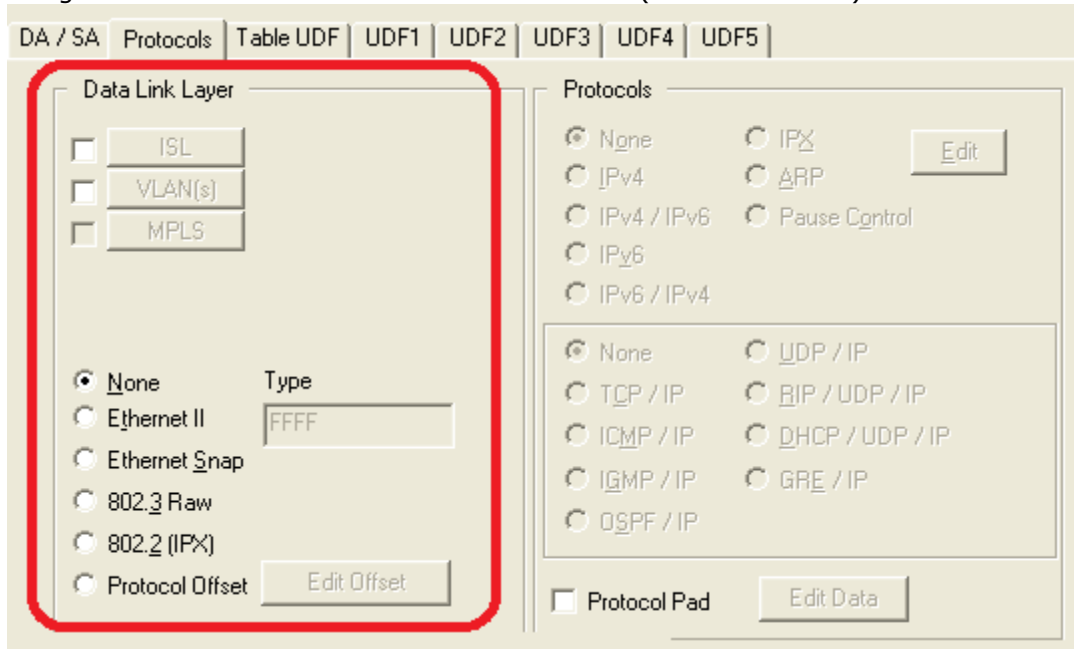 DA / SA Protocols Table UDF UDF1 UDF2 UDF3 UDF4 UDF5
Data Link Layer
ISL
VLAN(s)
MPLS
None Type
Ethernet II FFFF
Ethernet Snap
802.3 Raw
802.2 (IPX)
Protocol Offset Edit Offset
Protocols
None IPX Edit
IPv4 ARP
IPv4 / IPv6 Pause Control
IPv6
IPv6 / IPv4
None UDP / IP
TCP / IP RIP / UDP / IP
ICMP / IP DHCP / UDP / IP
IGMP / IP GRE / IP
OSPF / IP
Protocol Pad Edit Data